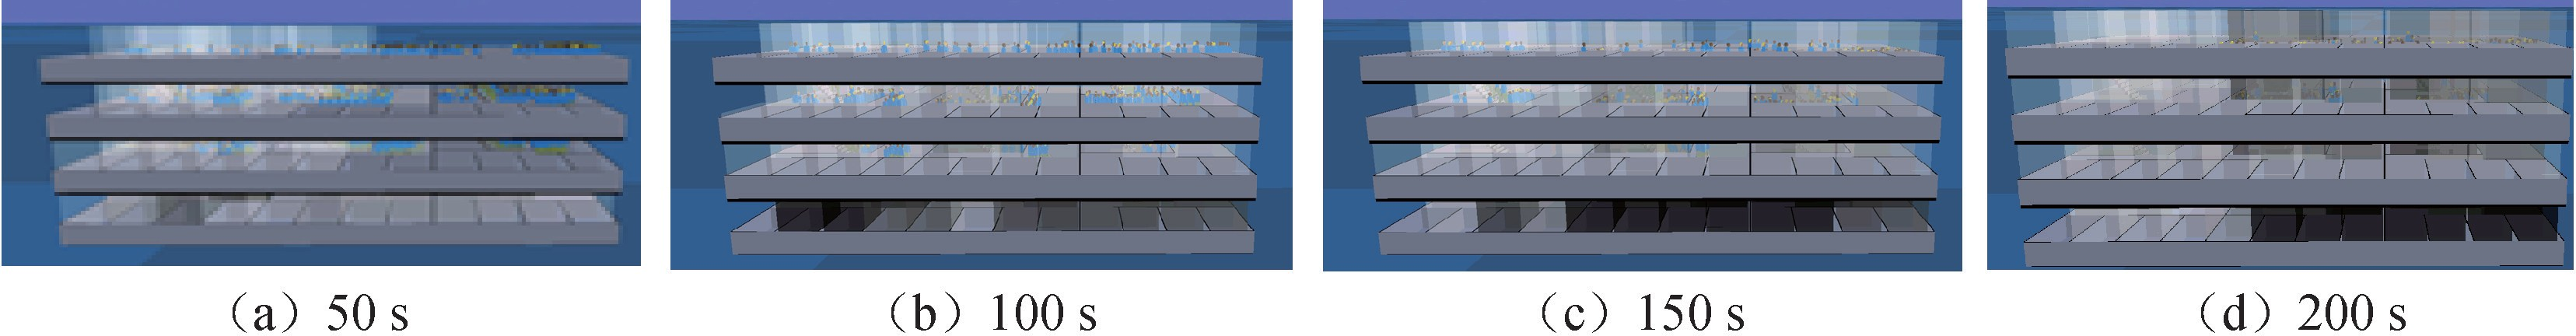 （a）50 s
（b）100 s
（c）150 s
（d）200 s